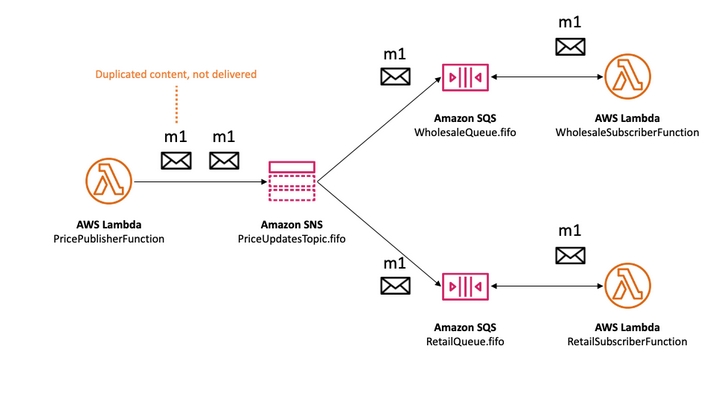 m1
m1
Duplicated content, not delivered
m1 m1
Amazon SQS
WholesaleQueue.fifo
AWS Lambda
WholesaleSubscriberFunction
AWS Lambda
PricePublisherFunction
Amazon SNS
PriceUpdatesTopic.fifo
m1
m1
Amazon SQS
RetailQueue.fifo
AWS Lambda
RetailSubscriberFunction